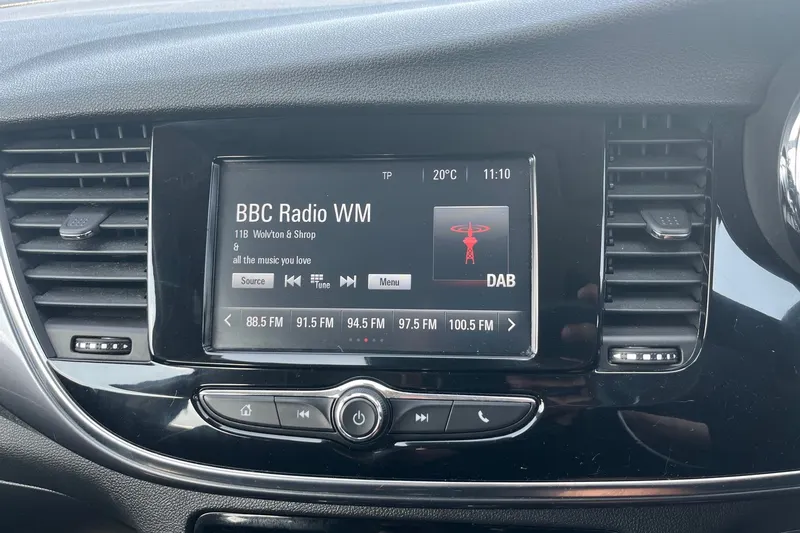 TP 20°C 11:10
BBC Radio WM
11B Wolv'ton & Shrop
&
all the music you love
DAB
Source Tune Menu
88.5 FM 91.5 FM 94.5 FM 97.5 FM 100.5 FM